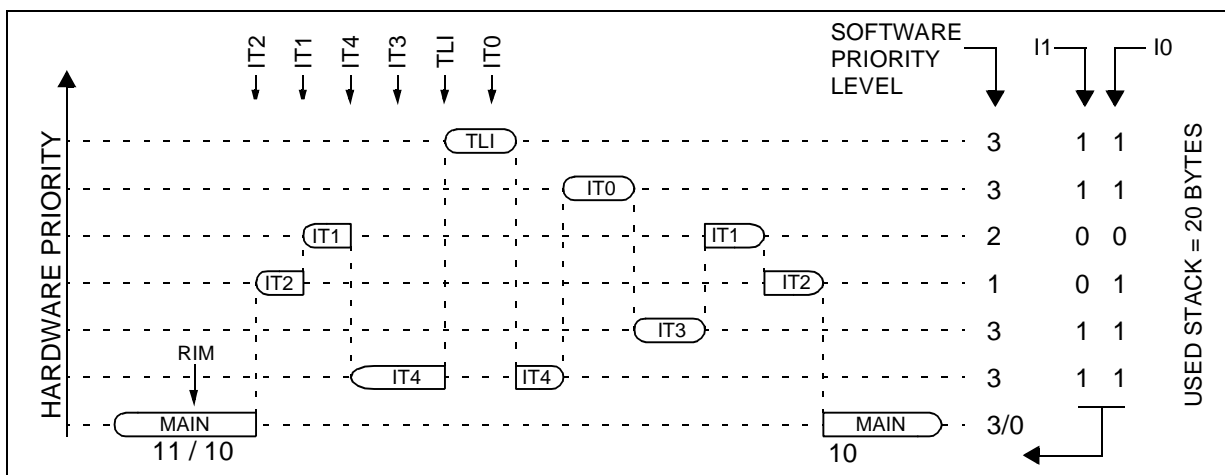 IT2
IT1
IT4
IT3
TLI
IT0
SOFTWARE
PRIORITY
LEVEL
I1
I0
HARDWARE PRIORITY
USED STACK = 20 BYTES
TLI
3
1 1
IT0
3
1 1
IT1
IT1
2
0 0
IT2
IT2
1
0 1
IT3
3
1 1
RIM
IT4
IT4
3
1 1
MAIN
MAIN
3/0
11 / 10
10